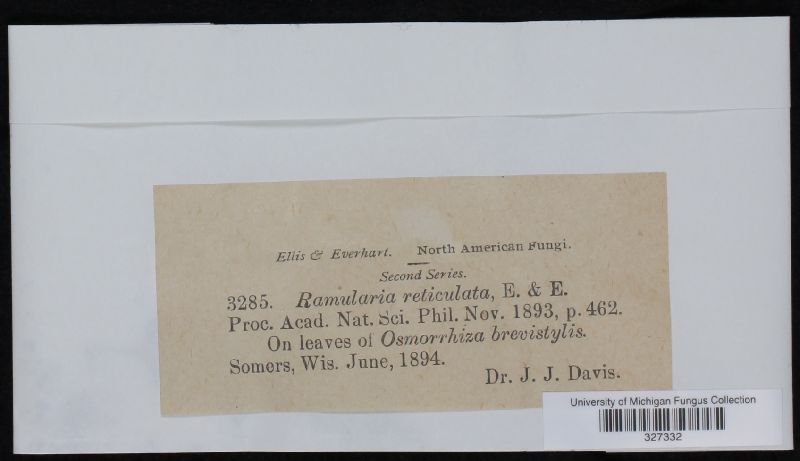 Ellis & Everhart. North American Fungi.
Second Series.
3285. Ramularia reticulata, E. & E.
Proc. Acad. Nat. Sci. Phil. Nov. 1893, p. 462.
On leaves of Osmorrhiza brevistylis.
Somers, Wis. June, 1894.
Dr. J. J. Davis.
University of Michigan Fungus Collection
327332